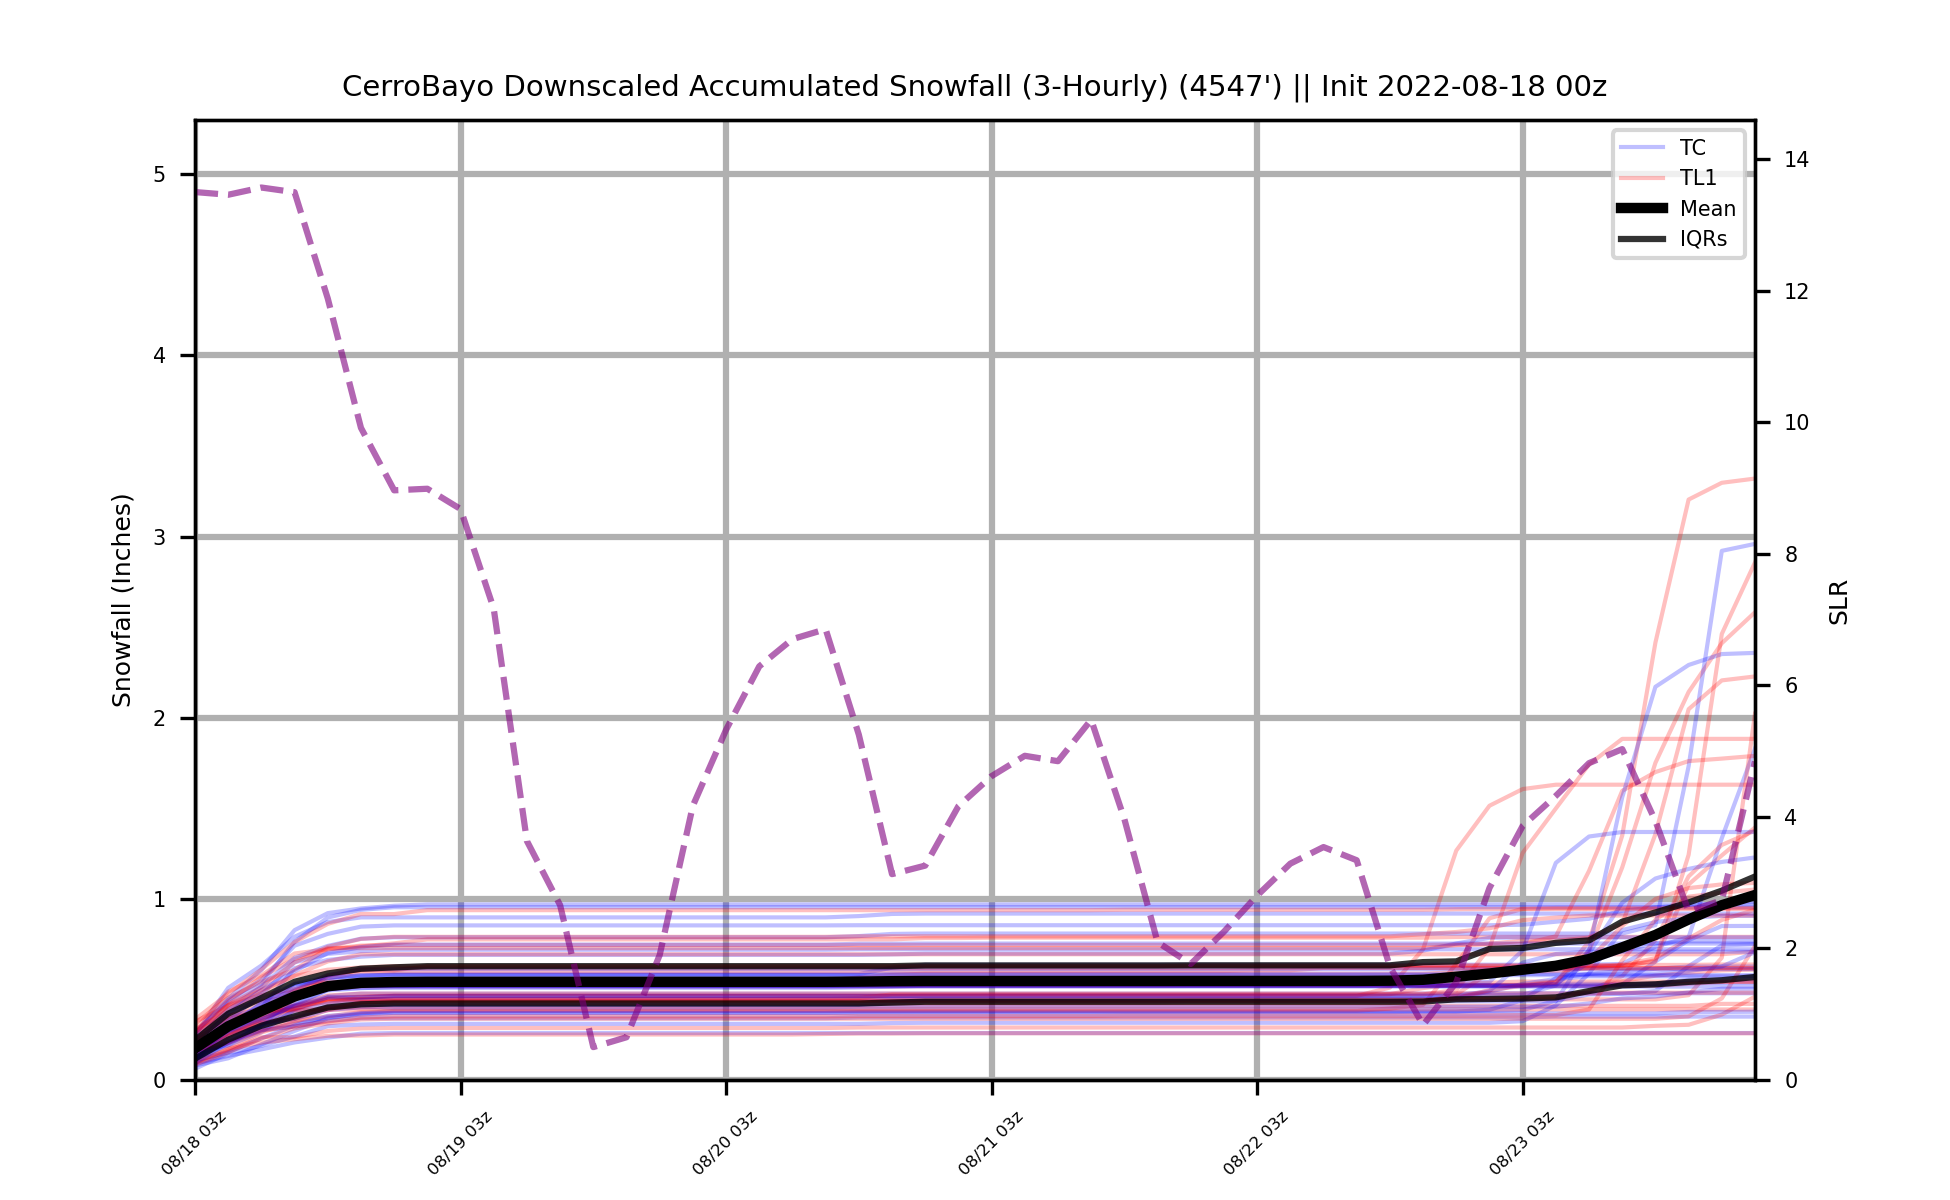 CerroBayo Downscaled Accumulated Snowfall (3-Hourly) (4547') || Init 2022-08-18 00z
TC
TL1
Mean
IQRs
Snowfall (Inches)
5
4
3
2
1
0
14
12
10
8
6
4
2
0
SLR
08/18 03z
08/19 03z
08/20 03z
08/21 03z
08/22 03z
08/23 03z